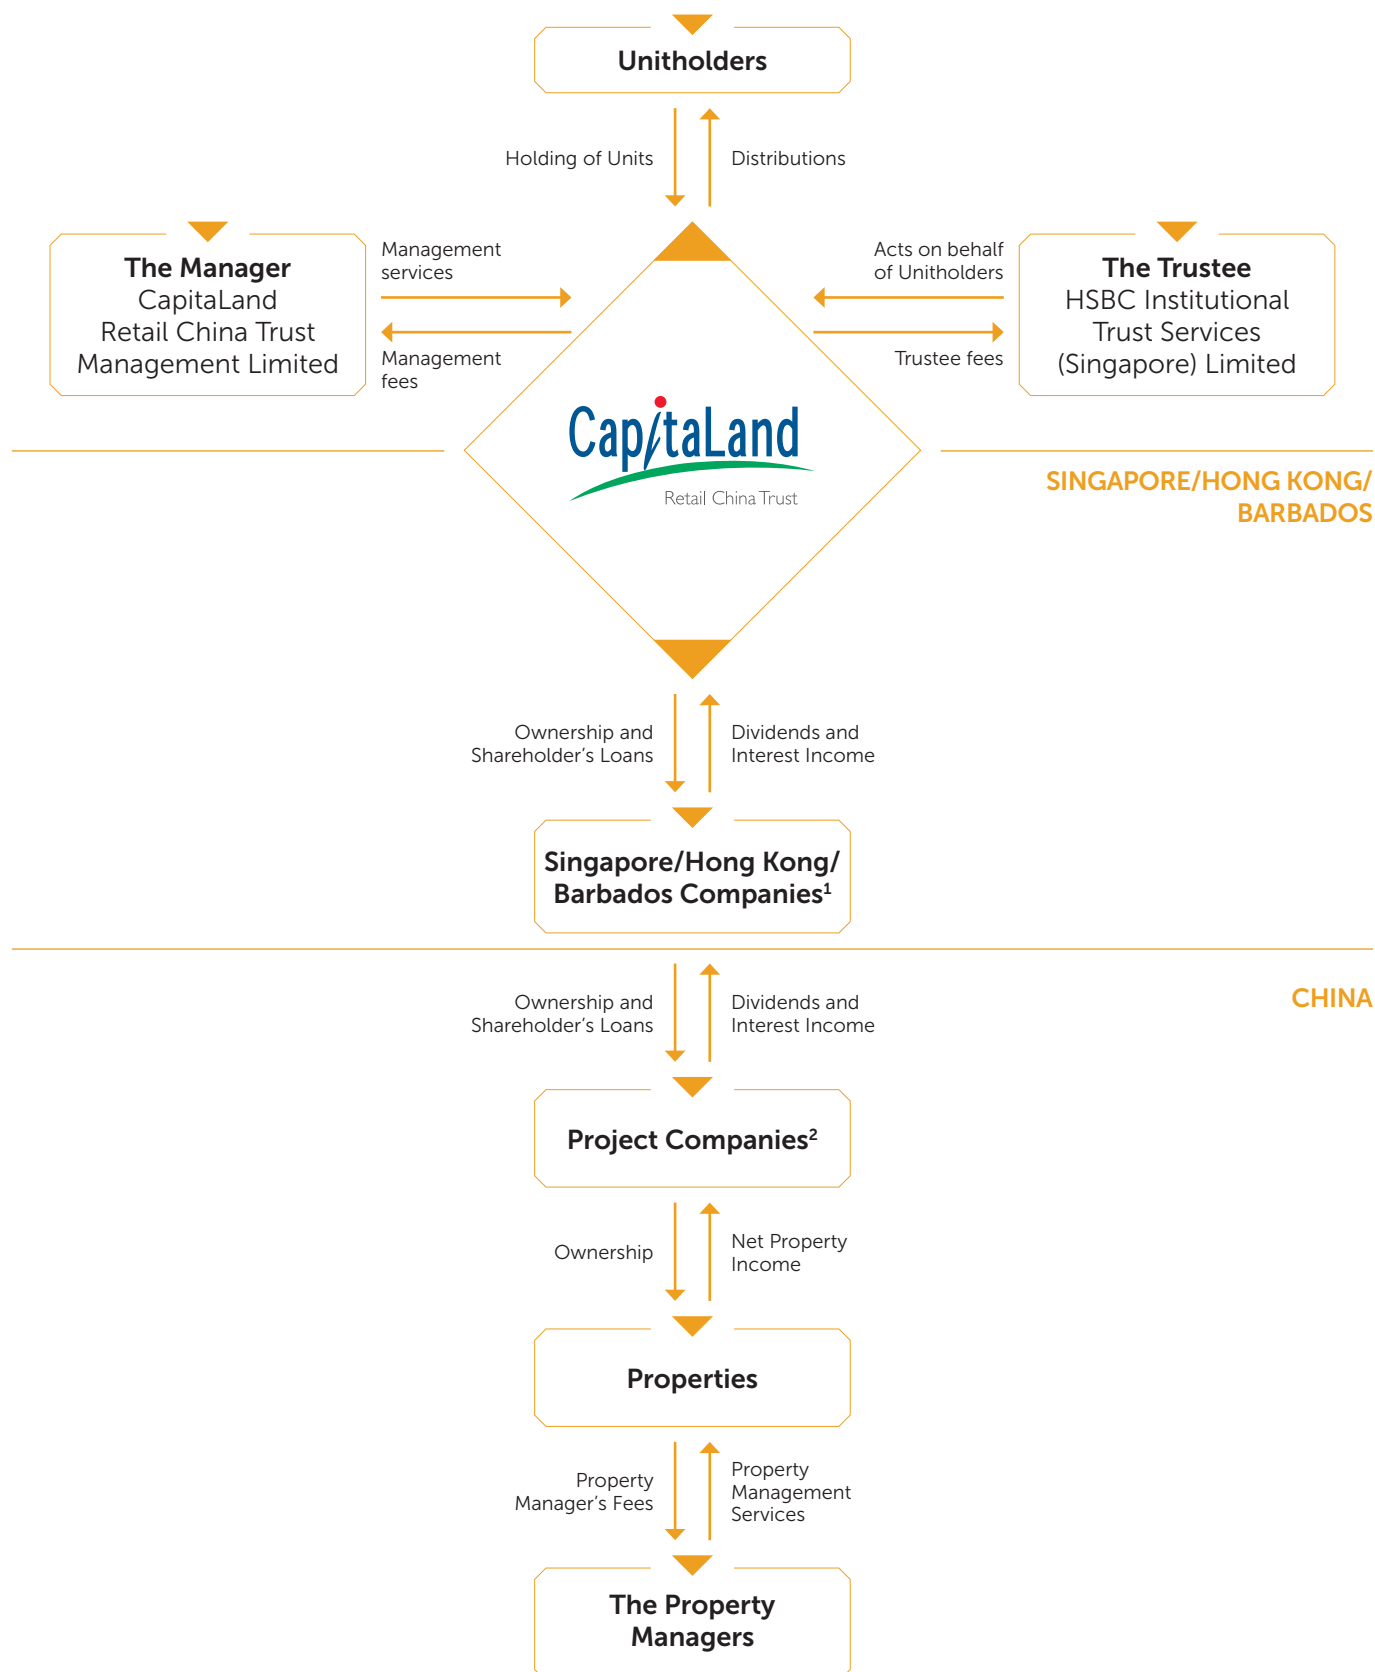 Unitholders
Holding of Units
Distributions
The Manager
CapitaLand
Retail China Trust
Management Limited
Management
services
Management
fees
Acts on behalf
of Unitholders
Trustee fees
The Trustee
HSBC Institutional
Trust Services
(Singapore) Limited
CapitaLand
Retail China Trust
SINGAPORE/HONG KONG/
BARBADOS
Ownership and
Shareholder’s Loans
Dividends and
Interest Income
Singapore/Hong Kong/
Barbados Companies¹
CHINA
Ownership and
Shareholder’s Loans
Dividends and
Interest Income
Project Companies²
Ownership
Net Property
Income
Properties
Property
Manager’s Fees
Property
Management
Services
The Property
Managers